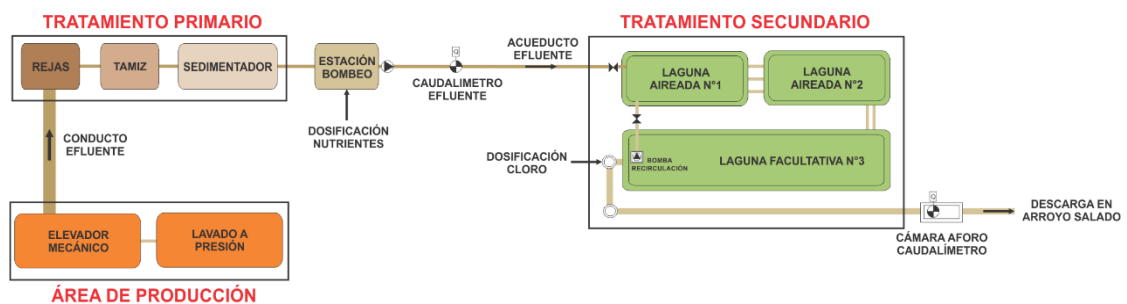 TRATAMIENTO PRIMARIO
REJAS
TAMIZ
SEDIMENTADOR
ESTACIÓN
BOMBEO
DOSIFICACIÓN
NUTRIENTES
CAUDALIMETRO
EFLUENTE
ACUEDUCTO
EFLUENTE
CONDUCTO
EFLUENTE
ELEVADOR
MECÁNICO
LAVADO A
PRESIÓN
ÁREA DE PRODUCCIÓN
TRATAMIENTO SECUNDARIO
LAGUNA
AIREADA N°1
LAGUNA
AIREADA N°2
BOMBA
RECIRCULACIÓN
LAGUNA FACULTATIVA N°3
DOSIFICACIÓN
CLORO
CÁMARA AFORO
CAUDALÍMETRO
DESCARGA EN
ARROYO SALADO